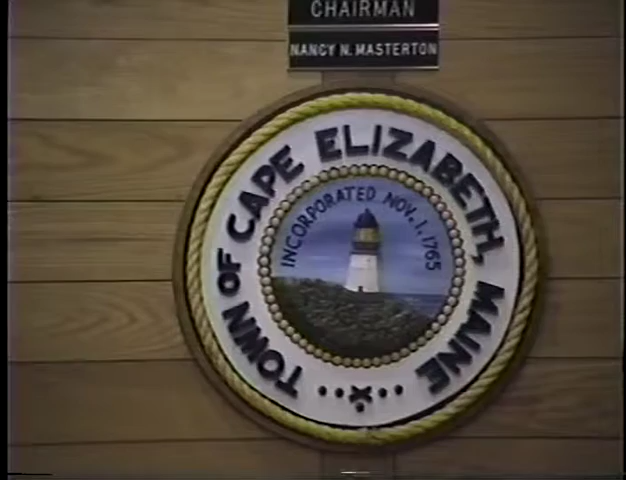 CHAIRMAN
NANCY N. MASTERTON
TOWN OF CAPE ELIZABETH, MAINE
INCORPORATED NOV. 1, 1765